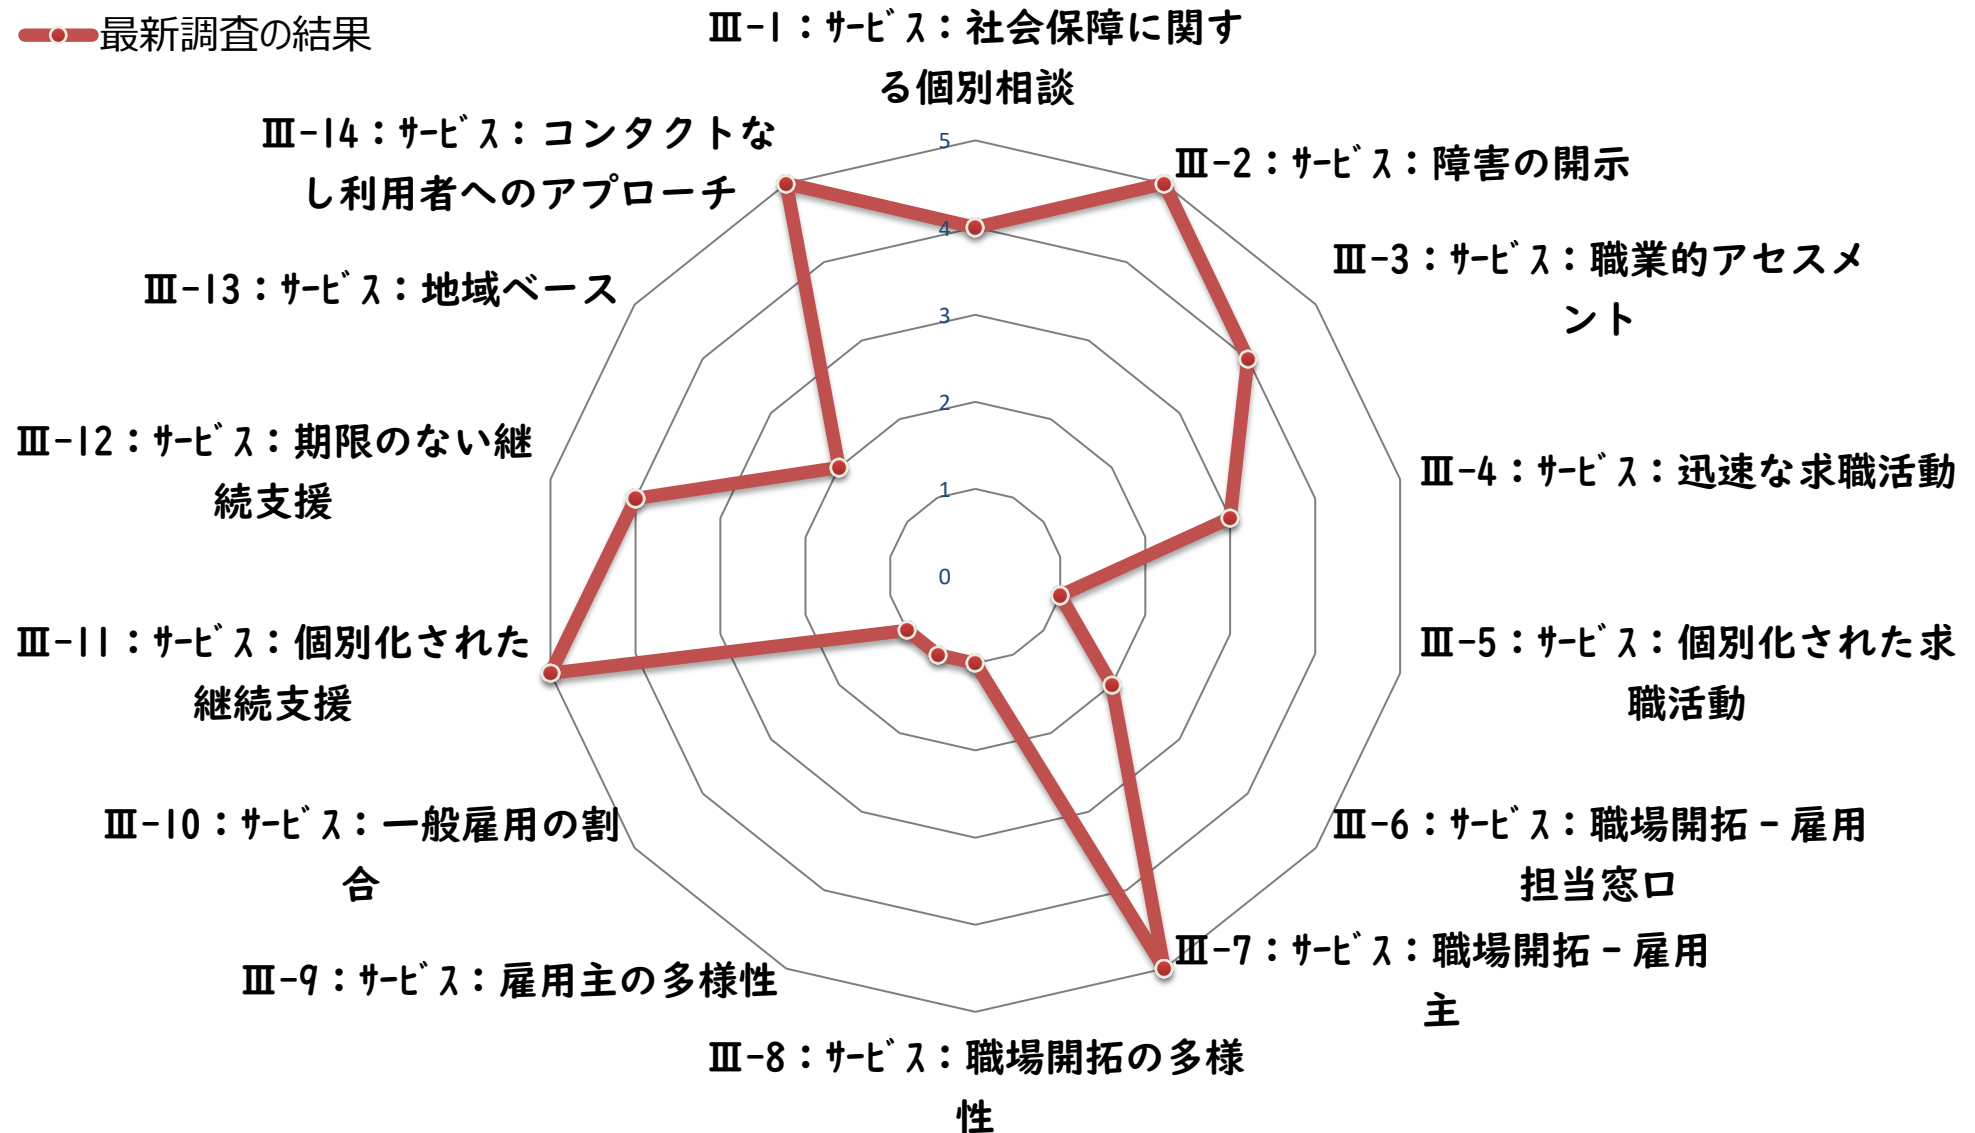 最新調査の結果
Ⅲ-1：ｻｰﾋﾞｽ：社会保障に関す
る個別相談
Ⅲ-2：ｻｰﾋﾞｽ：障害の開示
Ⅲ-3：ｻｰﾋﾞｽ：職業的アセスメ
ント
Ⅲ-4：ｻｰﾋﾞｽ：迅速な求職活動
Ⅲ-5：ｻｰﾋﾞｽ：個別化された求
職活動
Ⅲ-6：ｻｰﾋﾞｽ：職場開拓－雇用
担当窓口
Ⅲ-7：ｻｰﾋﾞｽ：職場開拓－雇用
主
Ⅲ-8：ｻｰﾋﾞｽ：職場開拓の多様
性
Ⅲ-9：ｻｰﾋﾞｽ：雇用主の多様性
Ⅲ-10：ｻｰﾋﾞｽ：一般雇用の割
合
Ⅲ-11：ｻｰﾋﾞｽ：個別化された
継続支援
Ⅲ-12：ｻｰﾋﾞｽ：期限のない継
続支援
Ⅲ-13：ｻｰﾋﾞｽ：地域ベース
Ⅲ-14：ｻｰﾋﾞｽ：コンタクトな
し利用者へのアプローチ
5
4
3
2
1
0